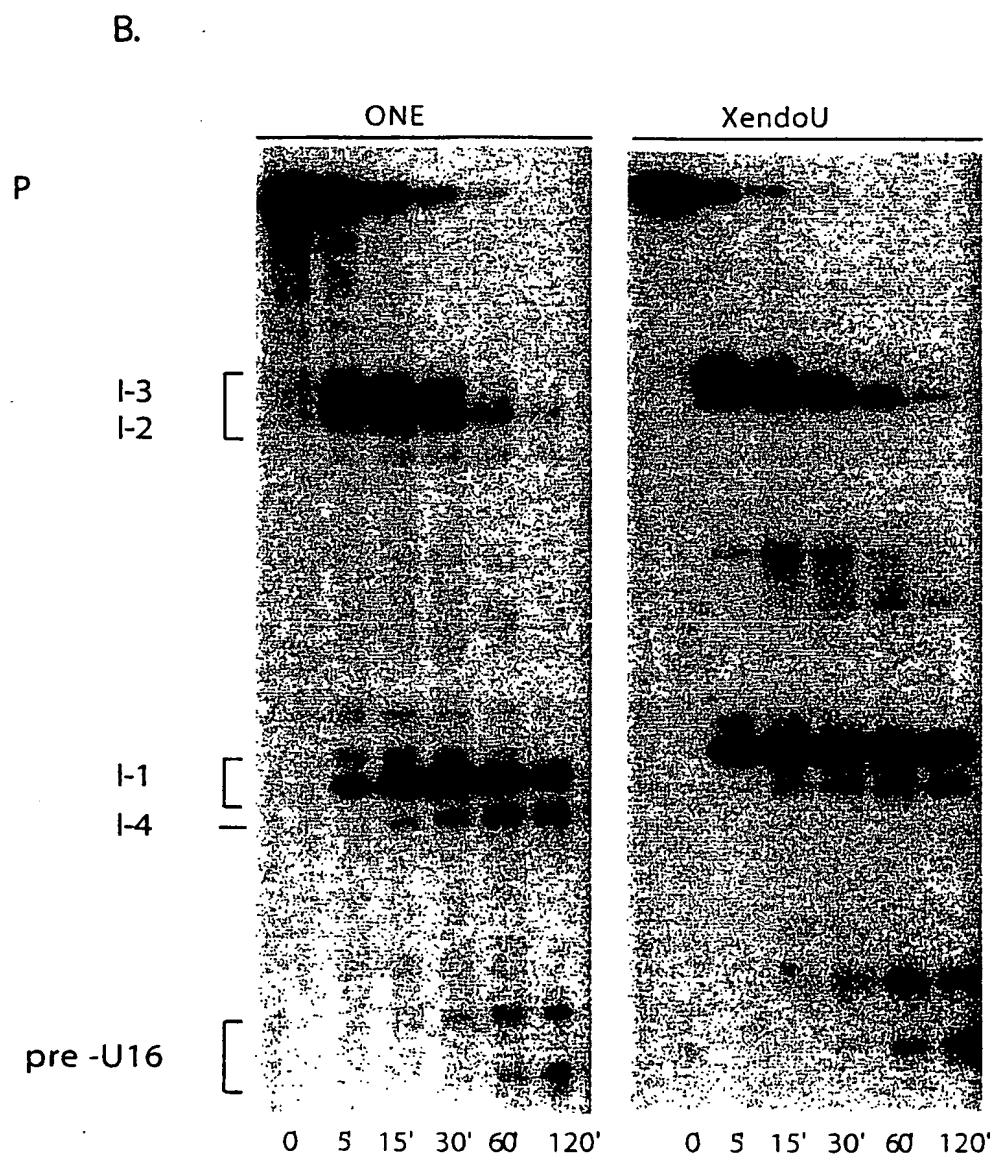 B.
ONE XendoU
P
I-3
I-2
I-1
I-4
pre -U16
0 5 15' 30' 60 120' 0 5 15' 30' 60 120'